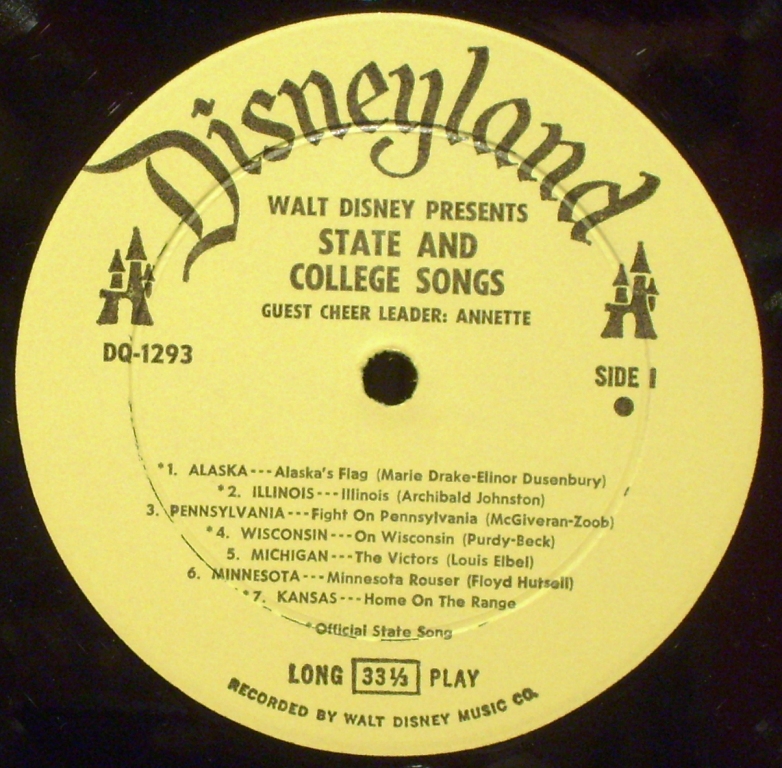 Disneyland
WALT DISNEY PRESENTS
STATE AND
COLLEGE SONGS
GUEST CHEER LEADER: ANNETTE
DQ-1293
SIDE 1
*1. ALASKA---Alaska's Flag (Marie Drake-Elinor Dusenbury)
*2. ILLINOIS---Illinois (Archibald Johnston)
3. PENNSYLVANIA---Fight On Pennsylvania (McGiveran-Zoob)
*4. WISCONSIN---On Wisconsin (Purdy-Beck)
5. MICHIGAN---The Victors (Louis Elbel)
6. MINNESOTA---Minnesota Rouser (Floyd Hutsell)
*7. KANSAS---Home On The Range
*Official State Song
LONG 33⅓ PLAY
RECORDED BY WALT DISNEY MUSIC CO.